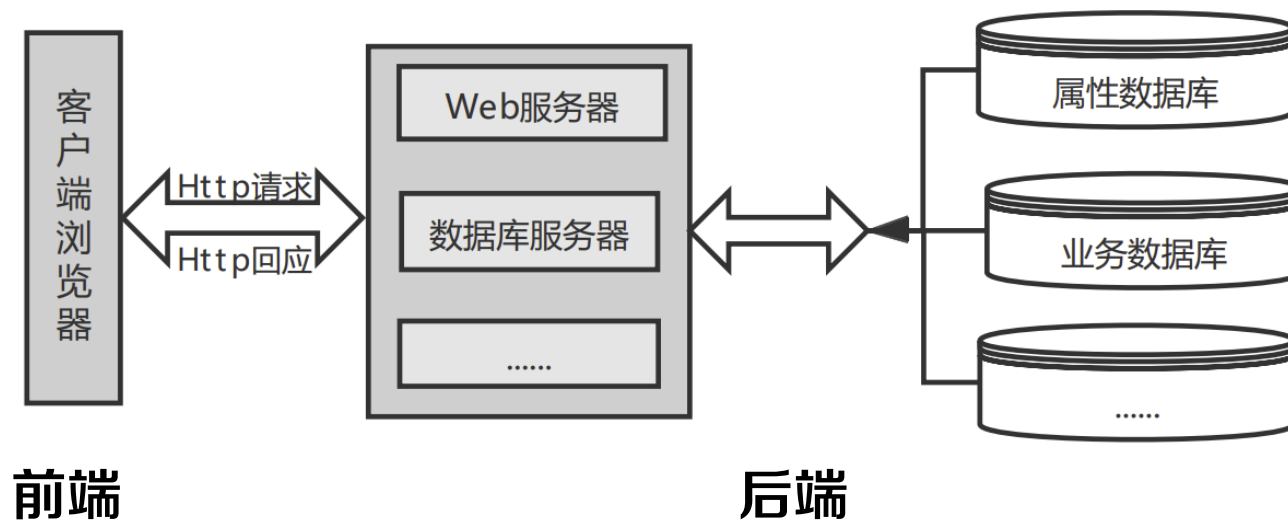 客户端浏览器
Http请求
Http回应
Web服务器
数据库服务器
......
属性数据库
业务数据库
......
前端
后端